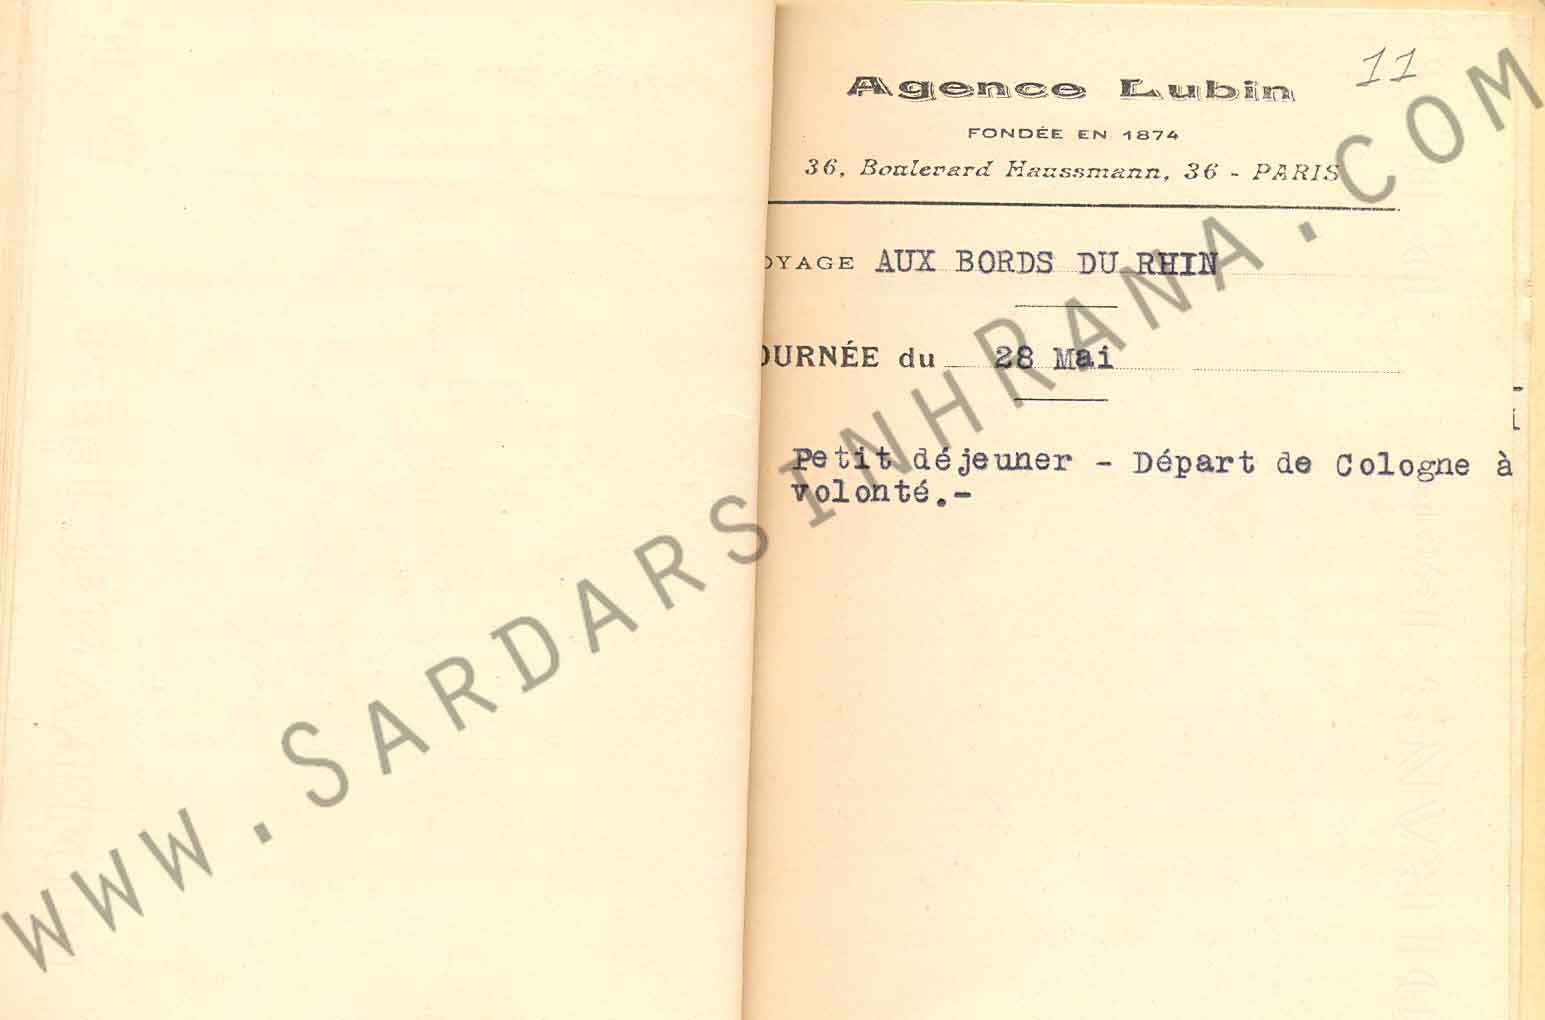 11
Agence Lubin
FONDÉE EN 1874
36, Boulevard Haussmann, 36 - PARIS
OYAGE AUX BORDS DU RHIN
OURNÉE du 28 Mai
Petit déjeuner - Départ de Cologne à
volonté.-
WWW.SARDARSINHRANA.COM